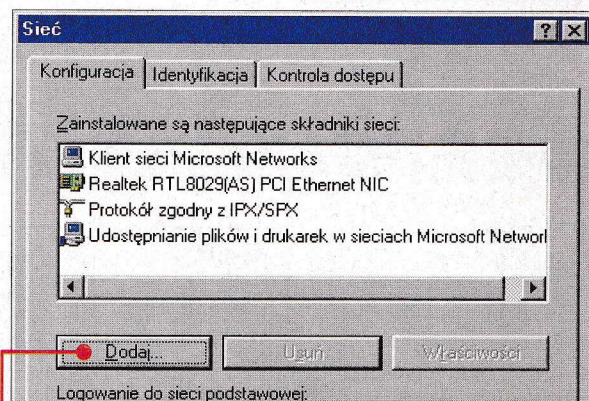 Sieć
Konfiguracja Identyfikacja Kontrola dostępu
Zainstalowane są następujące składniki sieci:
Klient sieci Microsoft Networks
Realtek RTL8029(AS) PCI Ethernet NIC
Protokół zgodny z IPX/SPX
Udostępnianie plików i drukarek w sieciach Microsoft Networl
Dodaj... Usuń Właściwości
Logowanie do sieci podstawowej: